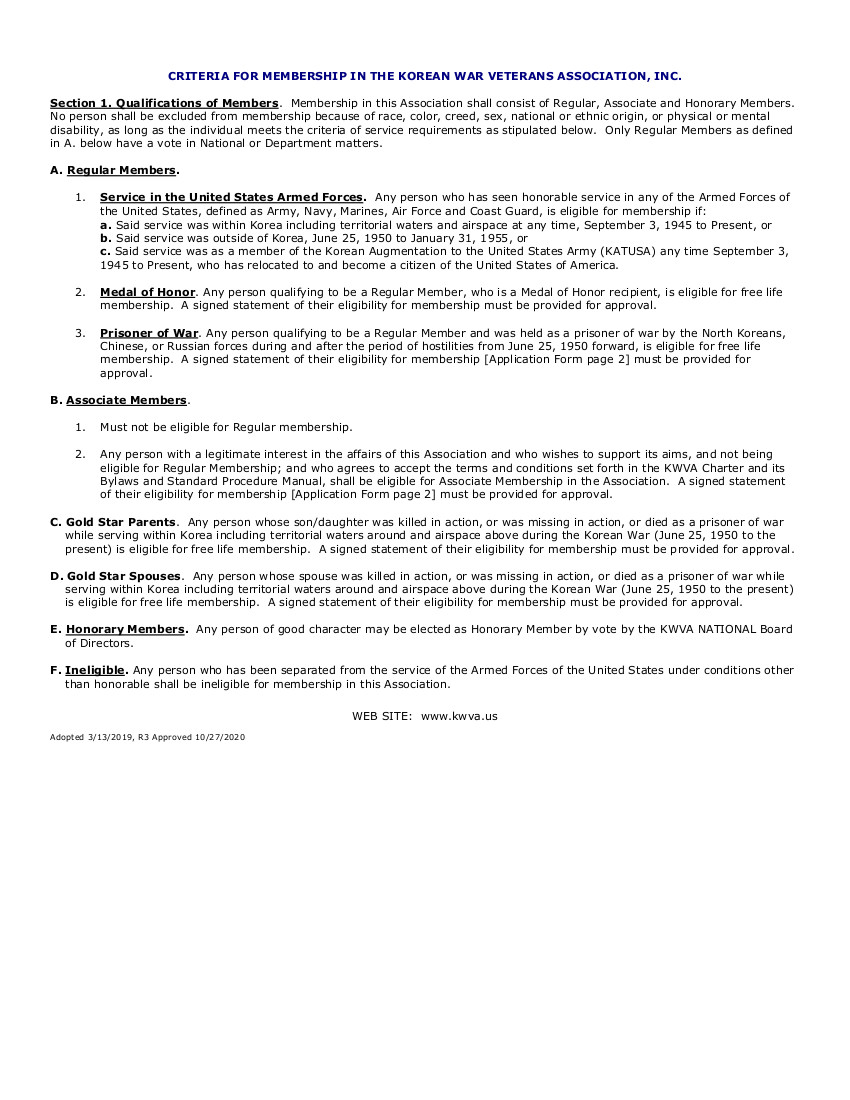 CRITERIA FOR MEMBERSHIP IN THE KOREAN WAR VETERANS ASSOCIATION, INC.
Section 1. Qualifications of Members. Membership in this Association shall consist of Regular, Associate and Honorary Members.
No person shall be excluded from membership because of race, color, creed, sex, national or ethnic origin, or physical or mental
disability, as long as the individual meets the criteria of service requirements as stipulated below. Only Regular Members as defined
in A. below have a vote in National or Department matters.
A. Regular Members.
1. Service in the United States Armed Forces. Any person who has seen honorable service in any of the Armed Forces of
the United States, defined as Army, Navy, Marines, Air Force and Coast Guard, is eligible for membership if:
a. Said service was within Korea including territorial waters and airspace at any time, September 3, 1945 to Present, or
b. Said service was outside of Korea, June 25, 1950 to January 31, 1955, or
c. Said service was as a member of the Korean Augmentation to the United States Army (KATUSA) any time September 3,
1945 to Present, who has relocated to and become a citizen of the United States of America.
2. Medal of Honor. Any person qualifying to be a Regular Member, who is a Medal of Honor recipient, is eligible for free life
membership. A signed statement of their eligibility for membership must be provided for approval.
3. Prisoner of War. Any person qualifying to be a Regular Member and was held as a prisoner of war by the North Koreans,
Chinese, or Russian forces during and after the period of hostilities from June 25, 1950 forward, is eligible for free life
membership. A signed statement of their eligibility for membership [Application Form page 2] must be provided for
approval.
B. Associate Members.
1. Must not be eligible for Regular membership.
2. Any person with a legitimate interest in the affairs of this Association and who wishes to support its aims, and not being
eligible for Regular Membership; and who agrees to accept the terms and conditions set forth in the KWVA Charter and its
Bylaws and Standard Procedure Manual, shall be eligible for Associate Membership in the Association. A signed statement
of their eligibility for membership [Application Form page 2] must be provided for approval.
C. Gold Star Parents. Any person whose son/daughter was killed in action, or was missing in action, or died as a prisoner of war
while serving within Korea including territorial waters around and airspace above during the Korean War (June 25, 1950 to the
present) is eligible for free life membership. A signed statement of their eligibility for membership must be provided for approval.
D. Gold Star Spouses. Any person whose spouse was killed in action, or was missing in action, or died as a prisoner of war while
serving within Korea including territorial waters around and airspace above during the Korean War (June 25, 1950 to the present)
is eligible for free life membership. A signed statement of their eligibility for membership must be provided for approval.
E. Honorary Members. Any person of good character may be elected as Honorary Member by vote by the KWVA NATIONAL Board
of Directors.
F. Ineligible. Any person who has been separated from the service of the Armed Forces of the United States under conditions other
than honorable shall be ineligible for membership in this Association.
WEB SITE: www.kwva.us
Adopted 3/13/2019, R3 Approved 10/27/2020